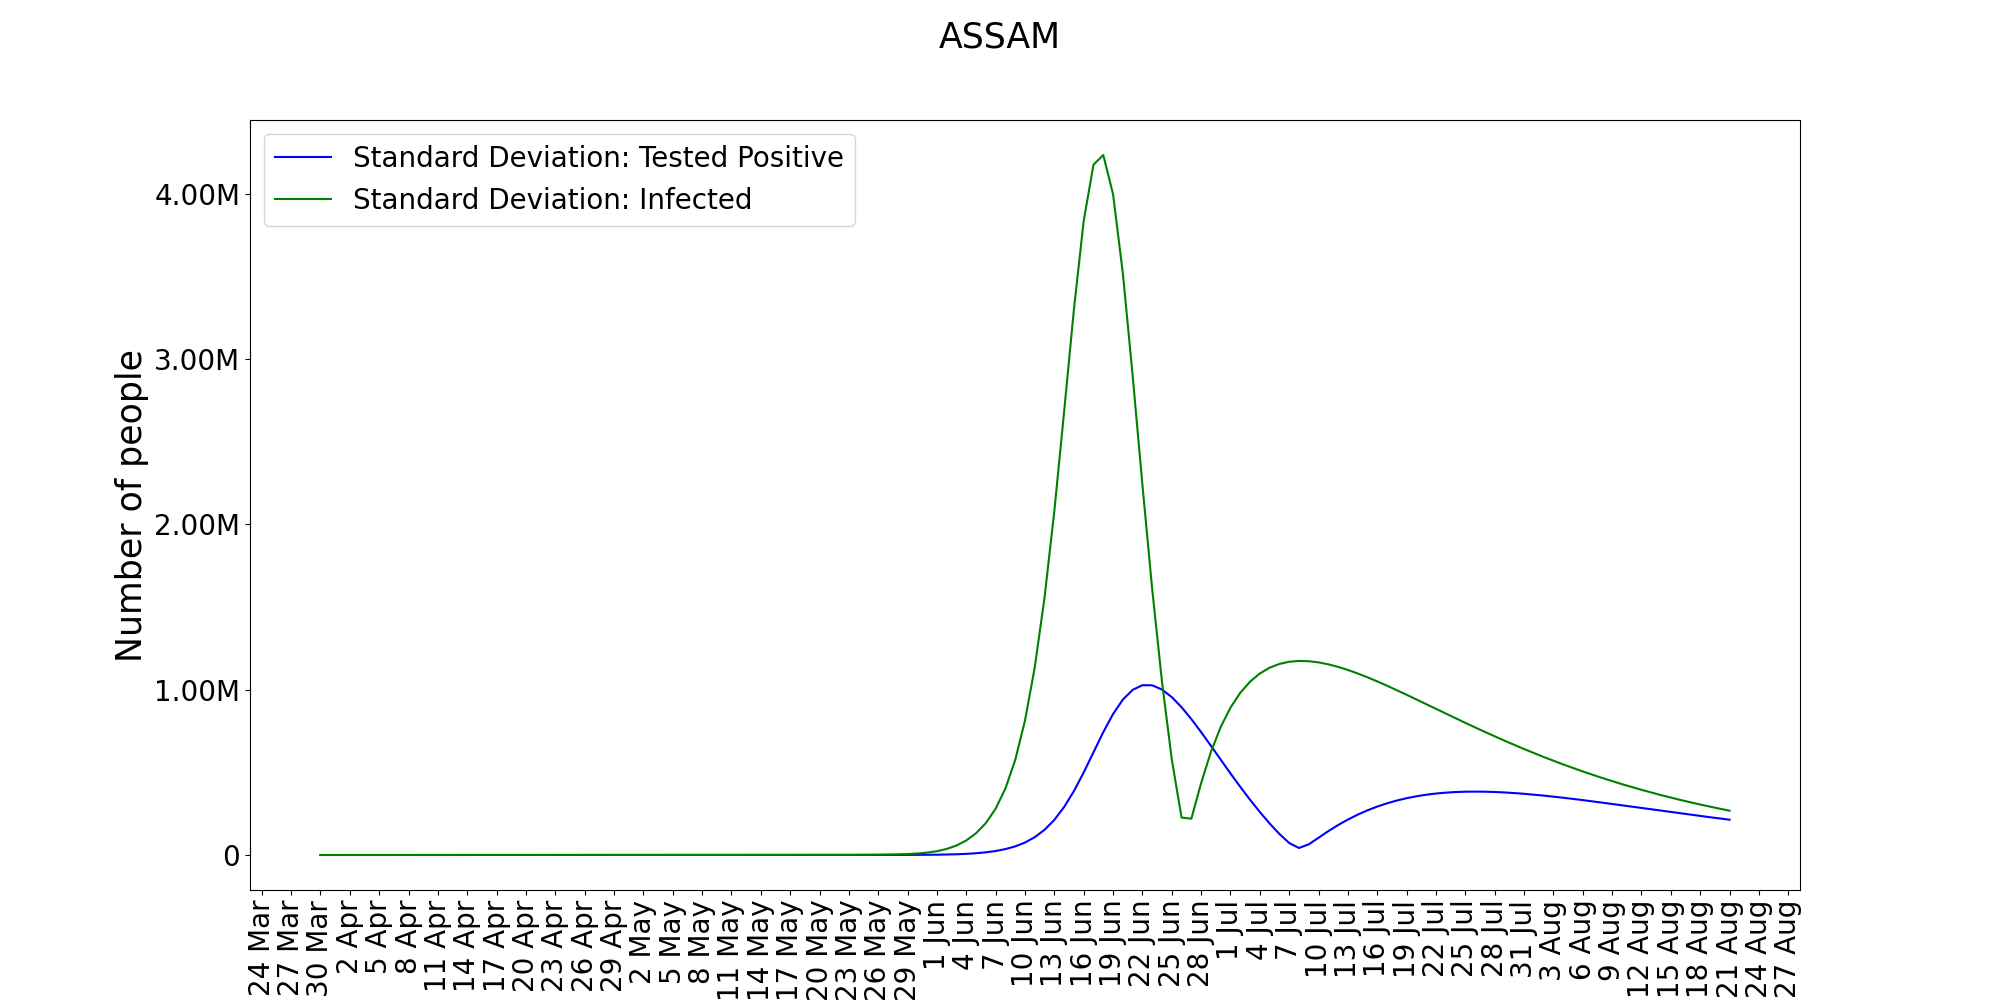 ASSAM
Standard Deviation: Tested Positive
Standard Deviation: Infected
Number of people
4.00M
3.00M
2.00M
1.00M
0
24 Mar
27 Mar
30 Mar
2 Apr
5 Apr
8 Apr
11 Apr
14 Apr
17 Apr
20 Apr
23 Apr
26 Apr
29 Apr
2 May
5 May
8 May
11 May
14 May
17 May
20 May
23 May
26 May
29 May
1 Jun
4 Jun
7 Jun
10 Jun
13 Jun
16 Jun
19 Jun
22 Jun
25 Jun
28 Jun
1 Jul
4 Jul
7 Jul
10 Jul
13 Jul
16 Jul
19 Jul
22 Jul
25 Jul
28 Jul
31 Jul
3 Aug
6 Aug
9 Aug
12 Aug
15 Aug
18 Aug
21 Aug
24 Aug
27 Aug